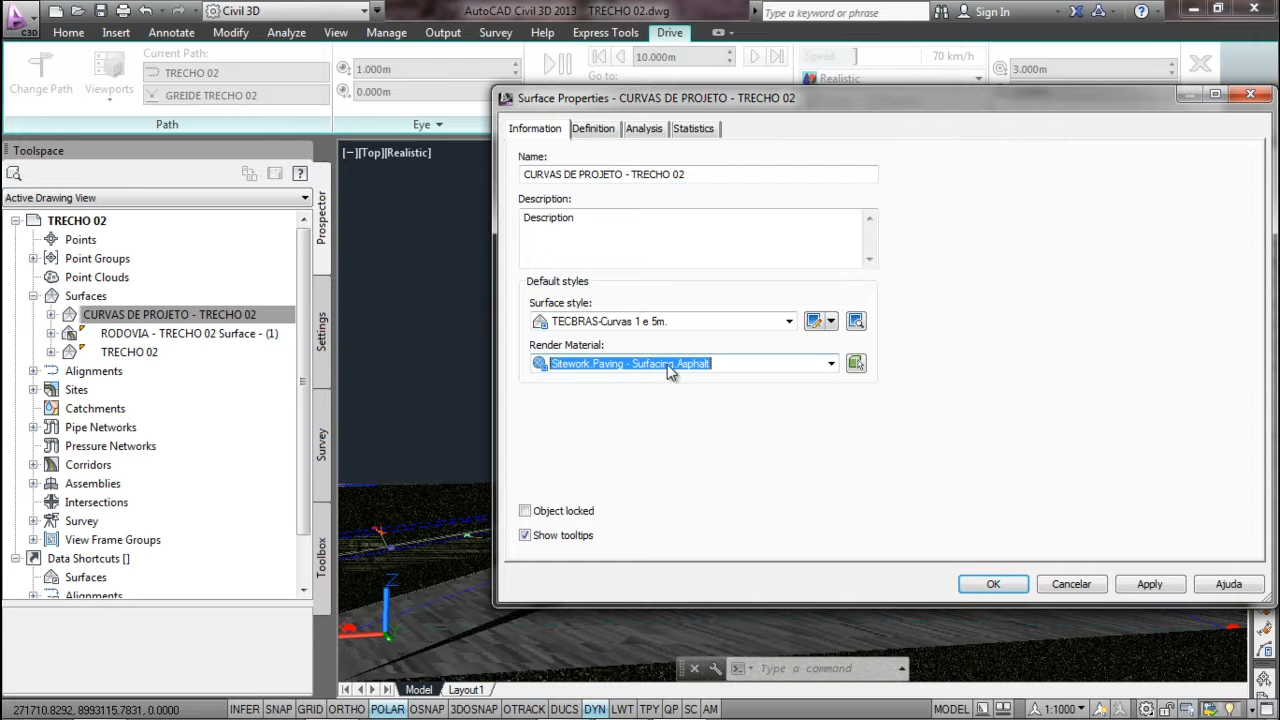 Civil 3D
AutoCAD Civil 3D 2013 TRECHO 02.dwg
Type a keyword or phrase
Sign In
C3D
Home Insert Annotate Modify Analyze View Manage Output Survey Help Express Tools Drive
Change Path
Viewports
Current Path:
TRECHO 02
GREIDE TRECHO 02
Path
1.000m
0.000m
Eye
10.000m
Go to:
Speed 70 km/h
Realistic
3.000m
Toolspace
Active Drawing View
TRECHO 02
Points
Point Groups
Point Clouds
Surfaces
CURVAS DE PROJETO - TRECHO 02
RODOVIA - TRECHO 02 Surface - (1)
TRECHO 02
Alignments
Sites
Catchments
Pipe Networks
Pressure Networks
Corridors
Assemblies
Intersections
Survey
View Frame Groups
Data Shortcuts []
Surfaces
Alignments
Prospector
Settings
Survey
Toolbox
[−][Top][Realistic]
Z
Surface Properties - CURVAS DE PROJETO - TRECHO 02
Information Definition Analysis Statistics
Name:
CURVAS DE PROJETO - TRECHO 02
Description:
Description
Default styles
Surface style:
TECBRAS-Curvas 1 e 5m.
Render Material:
Sitework Paving - Surfacing Asphalt
Object locked
Show tooltips
OK Cancelar Apply Ajuda
Type a command
Model Layout1
271710.8292, 8993115.7831, 0.0000 INFER SNAP GRID ORTHO POLAR OSNAP 3DOSNAP OTRACK DUCS DYN LWT TPY QP SC AM MODEL 1:1000